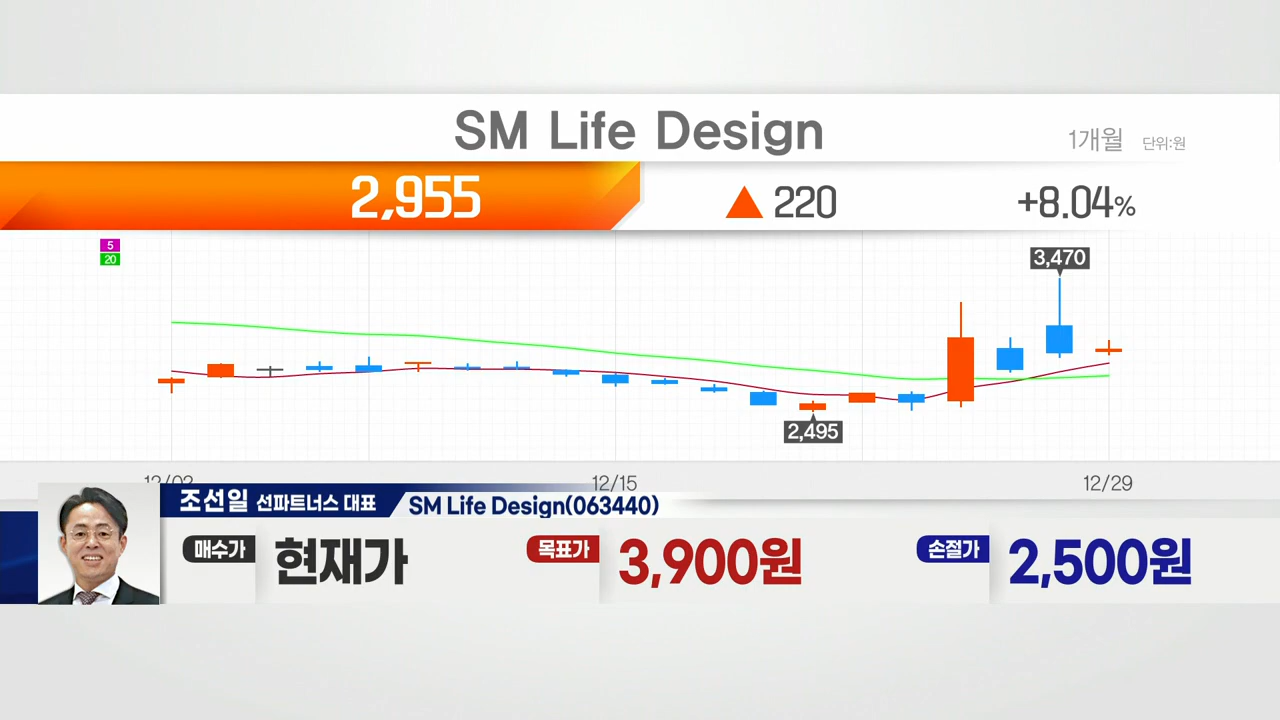 SM Life Design
1개월 단위:원
2,955 ▲ 220 +8.04%
5
20
3,470
2,495
12/02 12/15 12/29
조선일 선파트너스 대표 SM Life Design(063440)
매수가 현재가 목표가 3,900원 손절가 2,500원